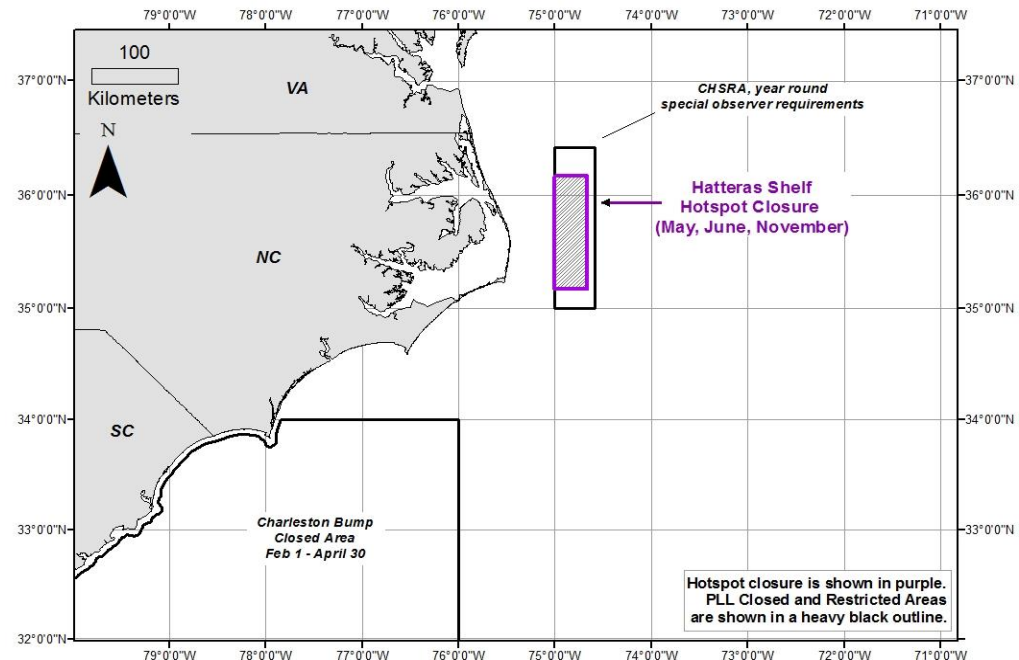 79°0'0"W 78°0'0"W 77°0'0"W 76°0'0"W 75°0'0"W 74°0'0"W 73°0'0"W 72°0'0"W 71°0'0"W
100
Kilometers
N
37°0'0"N
37°0'0"N
VA
CHSRA, year round
special observer requirements
36°0'0"N
36°0'0"N
Hatteras Shelf
Hotspot Closure
(May, June, November)
NC
35°0'0"N
35°0'0"N
34°0'0"N
34°0'0"N
SC
33°0'0"N
33°0'0"N
Charleston Bump
Closed Area
Feb 1 - April 30
Hotspot closure is shown in purple.
PLL Closed and Restricted Areas
are shown in a heavy black outline.
32°0'0"N
79°0'0"W 78°0'0"W 77°0'0"W 76°0'0"W 75°0'0"W 74°0'0"W 73°0'0"W 72°0'0"W 71°0'0"W